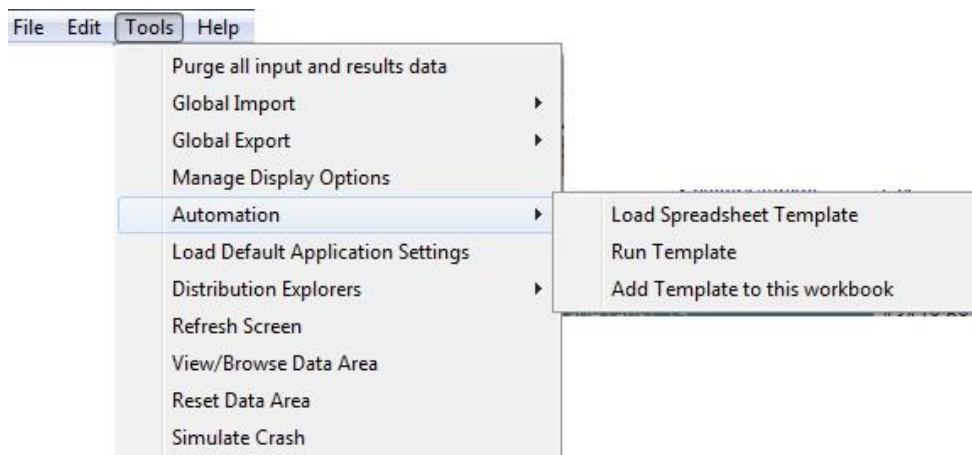 File Edit Tools Help
Purge all input and results data
Global Import
Global Export
Manage Display Options
Automation
Load Default Application Settings
Distribution Explorers
Refresh Screen
View/Browse Data Area
Reset Data Area
Simulate Crash
Load Spreadsheet Template
Run Template
Add Template to this workbook